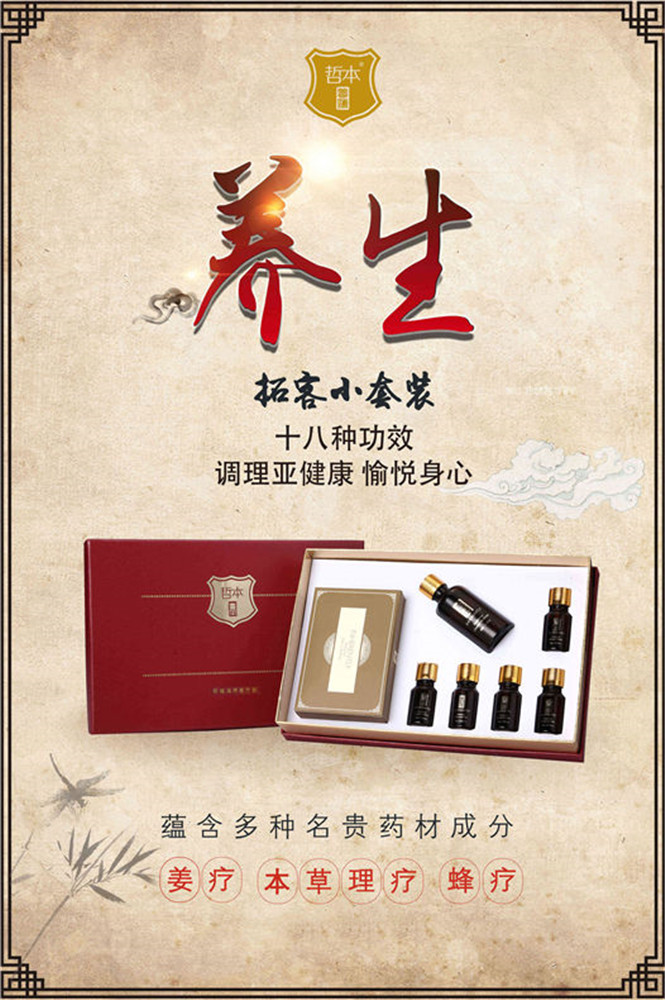 哲本®
养生
拓客小套装
十八种功效
调理亚健康 愉悦身心
哲本
蕴含多种名贵药材成分
姜疗 本草理疗 蜂疗